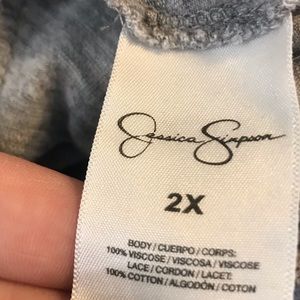 Jessica Simpson
2X
BODY / CUERPO / CORPS:
100% VISCOSE / VISCOSA / VISCOSE
LACE / CORDON / LACET:
100% COTTON / ALGODÓN / COTON